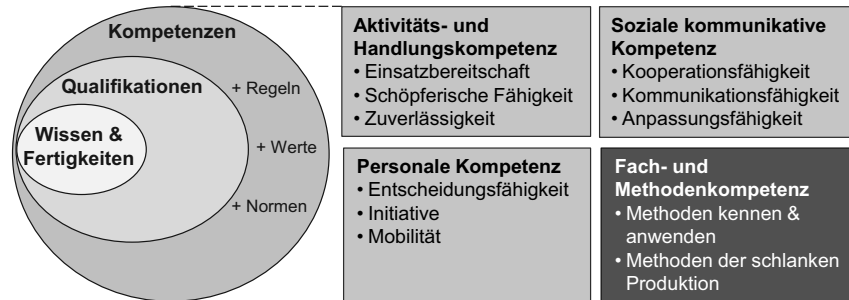 Kompetenzen
Qualifikationen
+ Regeln
Wissen &
Fertigkeiten
+ Werte
+ Normen
Aktivitäts- und
Handlungskompetenz
• Einsatzbereitschaft
• Schöpferische Fähigkeit
• Zuverlässigkeit
Soziale kommunikative
Kompetenz
• Kooperationsfähigkeit
• Kommunikationsfähigkeit
• Anpassungsfähigkeit
Personale Kompetenz
• Entscheidungsfähigkeit
• Initiative
• Mobilität
Fach- und
Methodenkompetenz
• Methoden kennen &
anwenden
• Methoden der schlanken
Produktion